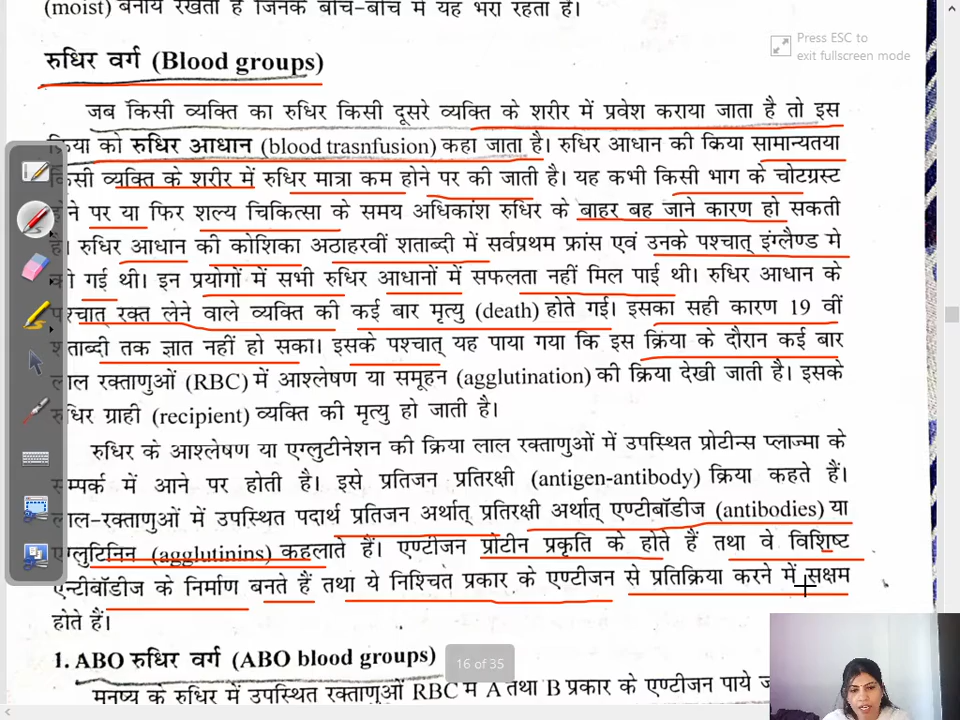 (moist) बनाये रखता है जिनके बीच-बीच में यह भरा रहता है।
Press ESC to
exit fullscreen mode
रुधिर वर्ग (Blood groups)
जब किसी व्यक्ति का रुधिर किसी दूसरे व्यक्ति के शरीर में प्रवेश कराया जाता है तो इस
क्रिया को रुधिर आधान (blood trasnfusion) कहा जाता है। रुधिर आधान की क्रिया सामान्यतया
किसी व्यक्ति के शरीर में रुधिर मात्रा कम होने पर की जाती है। यह कभी किसी भाग के चोटग्रस्ट
होने पर या फिर शल्य चिकित्सा के समय अधिकांश रुधिर के बाहर बह जाने कारण हो सकती
है। रुधिर आधान की कोशिका अठाहरवीं शताब्दी में सर्वप्रथम फ्रांस एवं उनके पश्चात् इंग्लैण्ड मे
की गई थी। इन प्रयोगों में सभी रुधिर आधानों में सफलता नहीं मिल पाई थी। रुधिर आधान के
पश्चात् रक्त लेने वाले व्यक्ति की कई बार मृत्यु (death) होते गई। इसका सही कारण 19 वीं
शताब्दी तक ज्ञात नहीं हो सका। इसके पश्चात् यह पाया गया कि इस क्रिंया के दौरान कई बार
लाल रक्ताणुओं (RBC) में आश्लेषण या समूहन (agglutination) की क्रिया देखी जाती है। इसके
रुधिर ग्राही (recipient) व्यक्ति की मृत्यु हो जाती है।
रुधिर के आश्लेषण या एग्लुटीनेशन की क्रिया लाल रक्ताणुओं में उपस्थित प्रोटीन्स प्लाज्मा के
सम्पर्क में आने पर होती है। इसे प्रतिजन प्रतिरक्षी (antigen-antibody) क्रिया कहते हैं।
लाल-रक्ताणुओं में उपस्थित पदार्थ प्रतिजन अर्थात् प्रतिरक्षी अर्थात् एण्टीबॉडीज (antibodies) या
एग्लुटिनिन (agglutinins) कहलाते हैं। एण्टीजन प्रोटीन प्रकृति के होते हैं तथा वे विशिष्ट
एन्टीबॉडीज के निर्माण बनते हैं तथा ये निश्चित प्रकार के एण्टीजन से प्रतिक्रिया करने में सक्षम
होते हैं।
1. ABO रुधिर वर्ग (ABO blood groups)
16 of 35
मनुष्य के रुधिर में उपस्थित रक्ताणुओं RBC में A तथा B प्रकार के एण्टीजन पाये